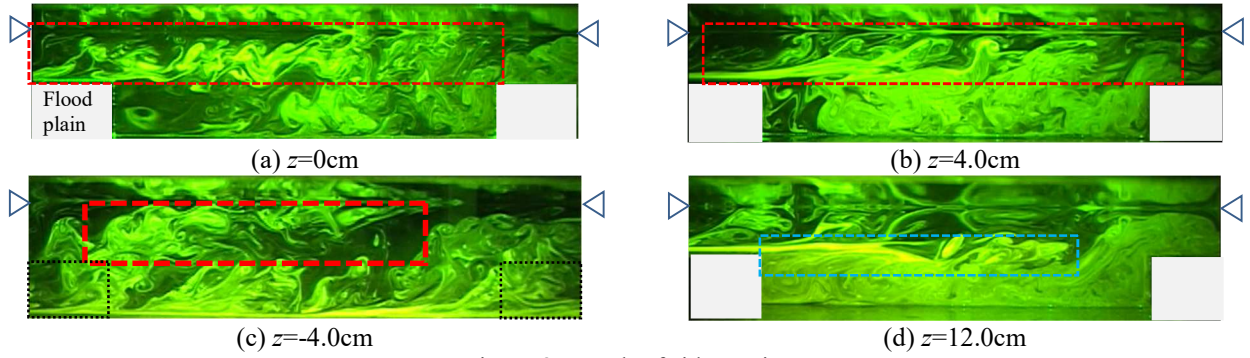 Flood
plain
(a) z=0cm
(b) z=4.0cm
(c) z=-4.0cm
(d) z=12.0cm